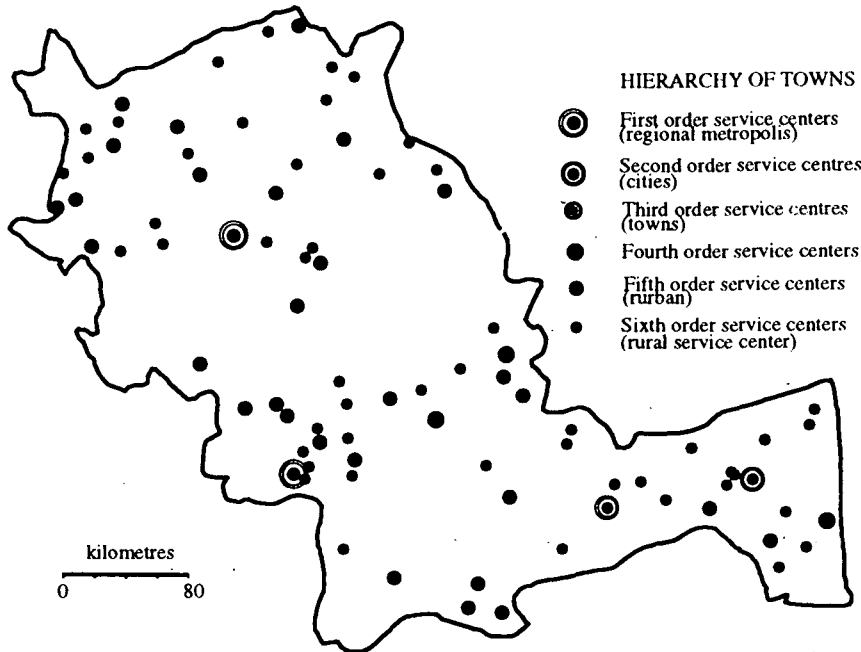 HIERARCHY OF TOWNS
First order service centers
(regional metropolis)
Second order service centres
(cities)
Third order service centres
(towns)
Fourth order service centers
Fifth order service centers
(rurban)
Sixth order service centers
(rural service center)
kilometres
0 80